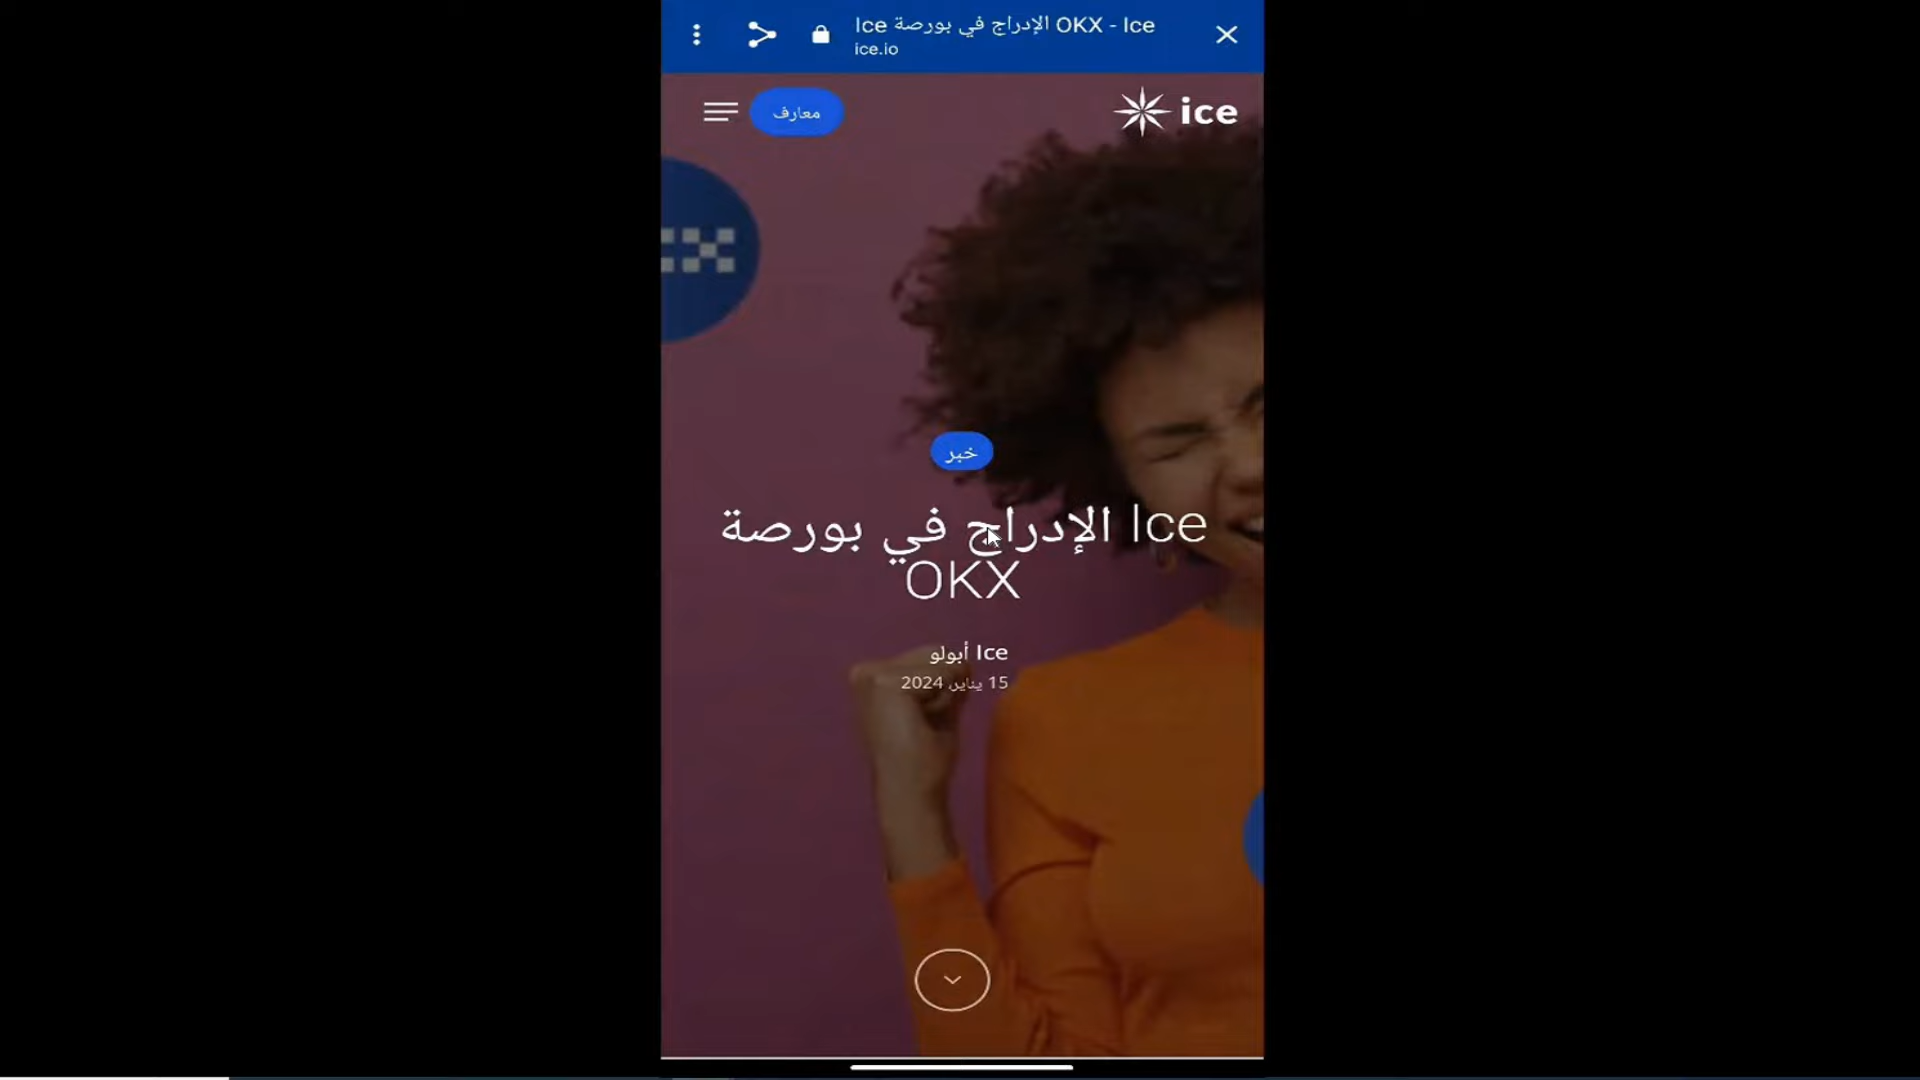 Ice الإدراج في بورصة OKX - Ice
ice.io
معارف
ice
خبر
Ice الإدراج في بورصة
OKX
Ice أبولو
15 يناير، 2024